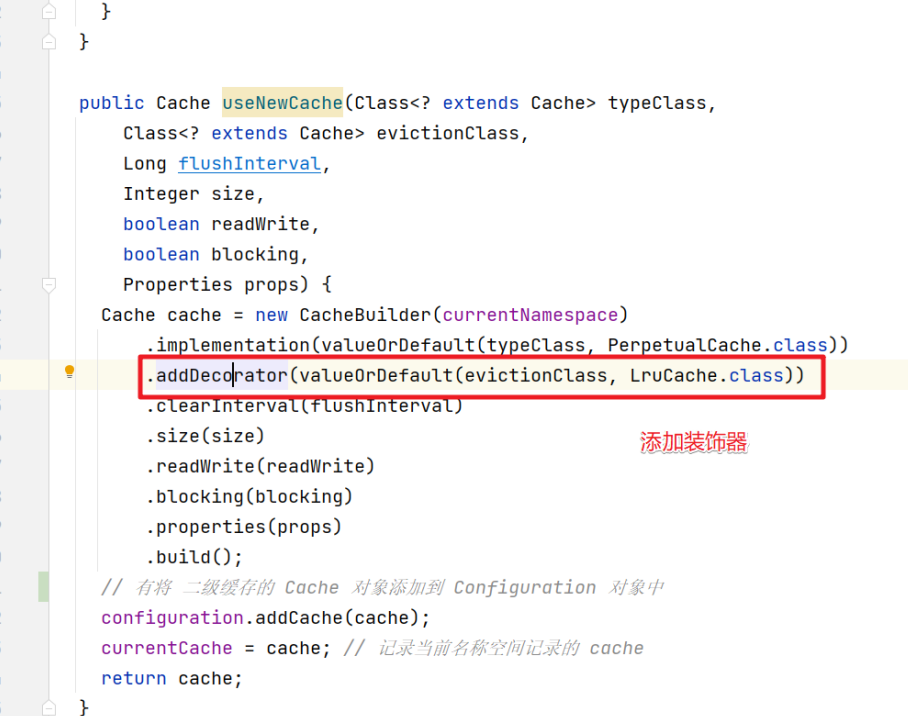 }
}
public Cache useNewCache(Class<? extends Cache> typeClass,
Class<? extends Cache> evictionClass,
Long flushInterval,
Integer size,
boolean readWrite,
boolean blocking,
Properties props) {
Cache cache = new CacheBuilder(currentNamespace)
.implementation(valueOrDefault(typeClass, PerpetualCache.class))
.addDecorator(valueOrDefault(evictionClass, LruCache.class))
.clearInterval(flushInterval)
.size(size)
添加装饰器
.readWrite(readWrite)
.blocking(blocking)
.properties(props)
.build();
// 有将 二级缓存的 Cache 对象添加到 Configuration 对象中
configuration.addCache(cache);
currentCache = cache; // 记录当前名称空间记录的 cache
return cache;
}